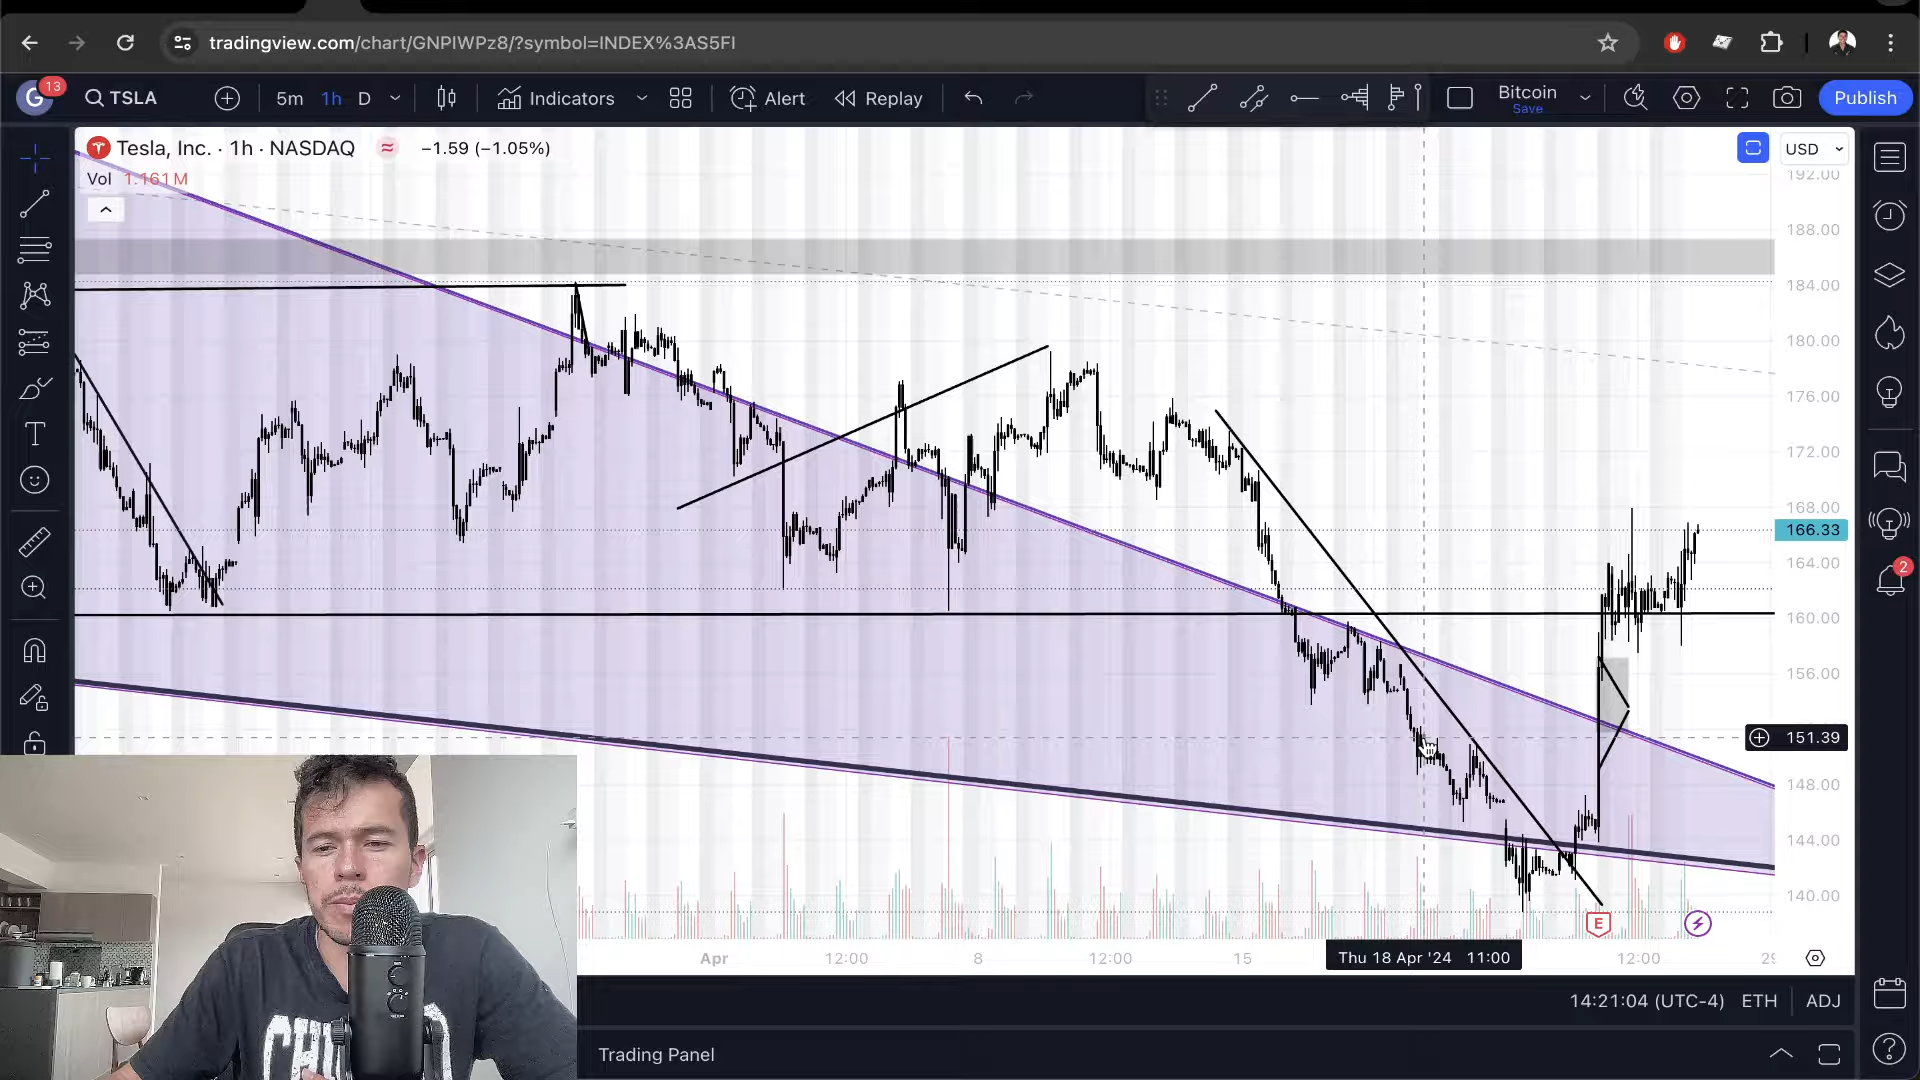 tradingview.com/chart/GNPIWPz8/?symbol=INDEX%3AS5FI
G 13 TSLA 5m 1h D Indicators Alert Replay Bitcoin Publish
Save
Tesla, Inc. · 1h · NASDAQ −1.59 (−1.05%) USD
Vol 1.161M
192.00
188.00
184.00
180.00
176.00
172.00
168.00
166.33
164.00
160.00
156.00
151.39
148.00
144.00
140.00
2
E
Apr 12:00 8 12:00 15 Thu 18 Apr '24 11:00 12:00
14:21:04 (UTC-4) ETH ADJ
Trading Panel